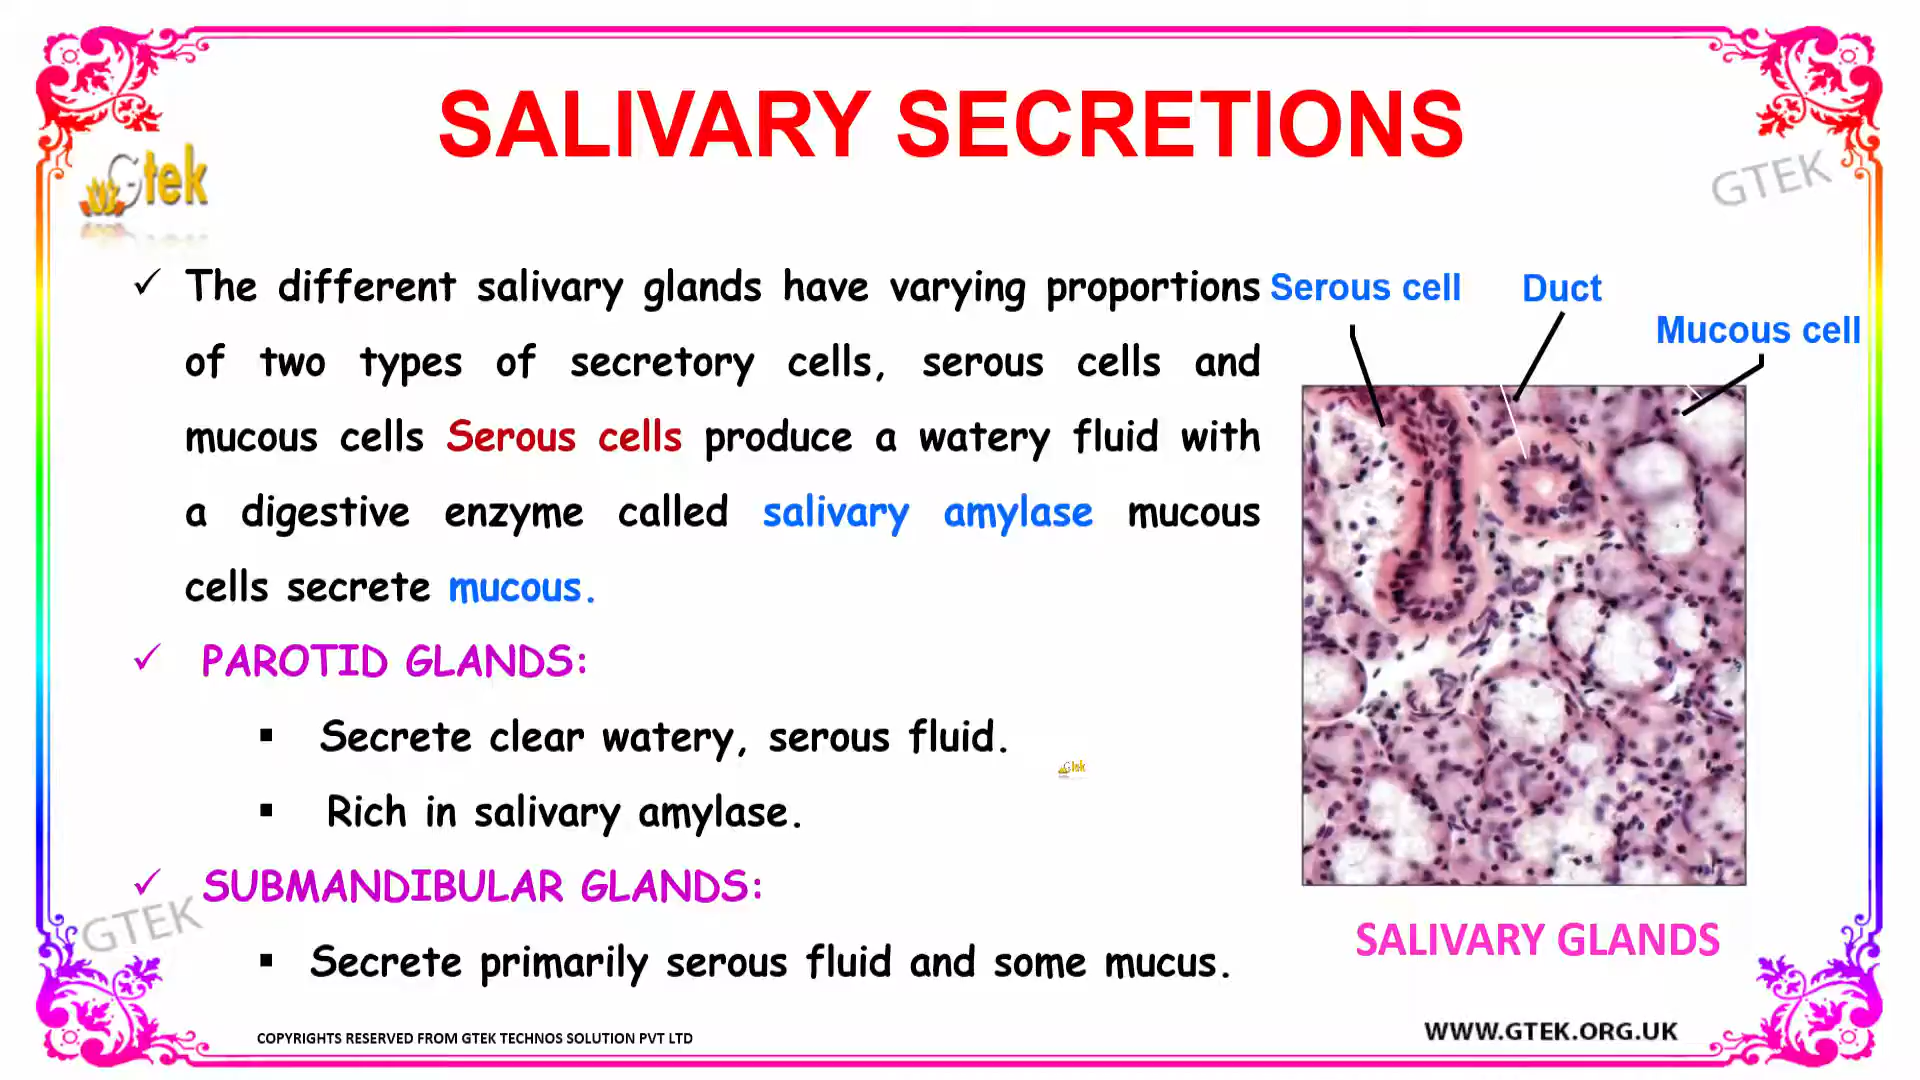 SALIVARY SECRETIONS
Gtek
GTEK
✓ The different salivary glands have varying proportions
of two types of secretory cells, serous cells and
mucous cells Serous cells produce a watery fluid with
a digestive enzyme called salivary amylase mucous
cells secrete mucous.
Serous cell
Duct
Mucous cell
✓ PAROTID GLANDS:
▪ Secrete clear watery, serous fluid.
Gtek
▪ Rich in salivary amylase.
✓ SUBMANDIBULAR GLANDS:
GTEK
▪ Secrete primarily serous fluid and some mucus.
SALIVARY GLANDS
COPYRIGHTS RESERVED FROM GTEK TECHNOS SOLUTION PVT LTD
WWW.GTEK.ORG.UK